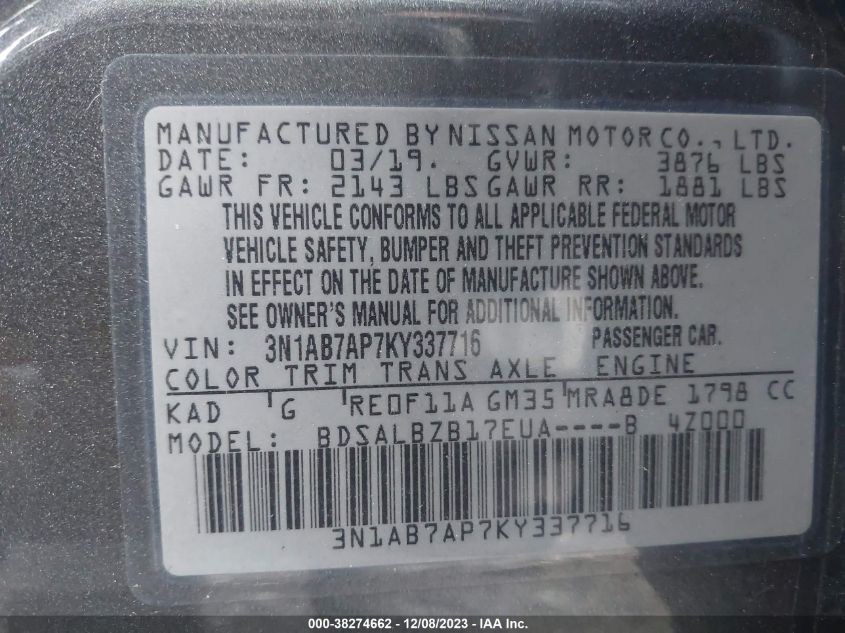 MANUFACTURED BY NISSAN MOTOR CO., LTD.
DATE: 03/19. GVWR: 3876 LBS
GAWR FR: 2143 LBS GAWR RR: 1881 LBS
THIS VEHICLE CONFORMS TO ALL APPLICABLE FEDERAL MOTOR
VEHICLE SAFETY, BUMPER AND THEFT PREVENTION STANDARDS
IN EFFECT ON THE DATE OF MANUFACTURE SHOWN ABOVE.
SEE OWNER'S MANUAL FOR ADDITIONAL INFORMATION.
VIN: 3N1AB7AP7KY337716 PASSENGER CAR.
COLOR TRIM TRANS AXLE ENGINE
KAD G RE0F11A GM35 MRA8DE 1798 CC
MODEL: BDSALBZB17EUA----B 4Z000
3N1AB7AP7KY337716
000-38274662 - 12/08/2023 - IAA Inc.